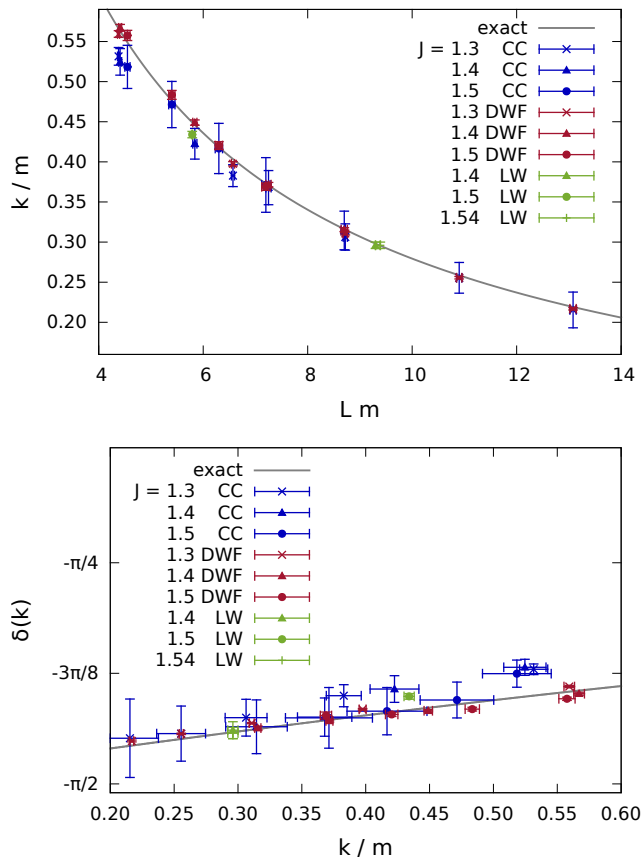 0.55
0.50
0.45
0.40
0.35
0.30
0.25
0.20
k / m
4
6
8
10
12
14
L m
exact
J = 1.3 CC
1.4 CC
1.5 CC
1.3 DWF
1.4 DWF
1.5 DWF
1.4 LW
1.5 LW
1.54 LW
-π/4
-3π/8
-π/2
δ(k)
0.20
0.25
0.30
0.35
0.40
0.45
0.50
0.55
0.60
k / m
exact
J = 1.3 CC
1.4 CC
1.5 CC
1.3 DWF
1.4 DWF
1.5 DWF
1.4 LW
1.5 LW
1.54 LW